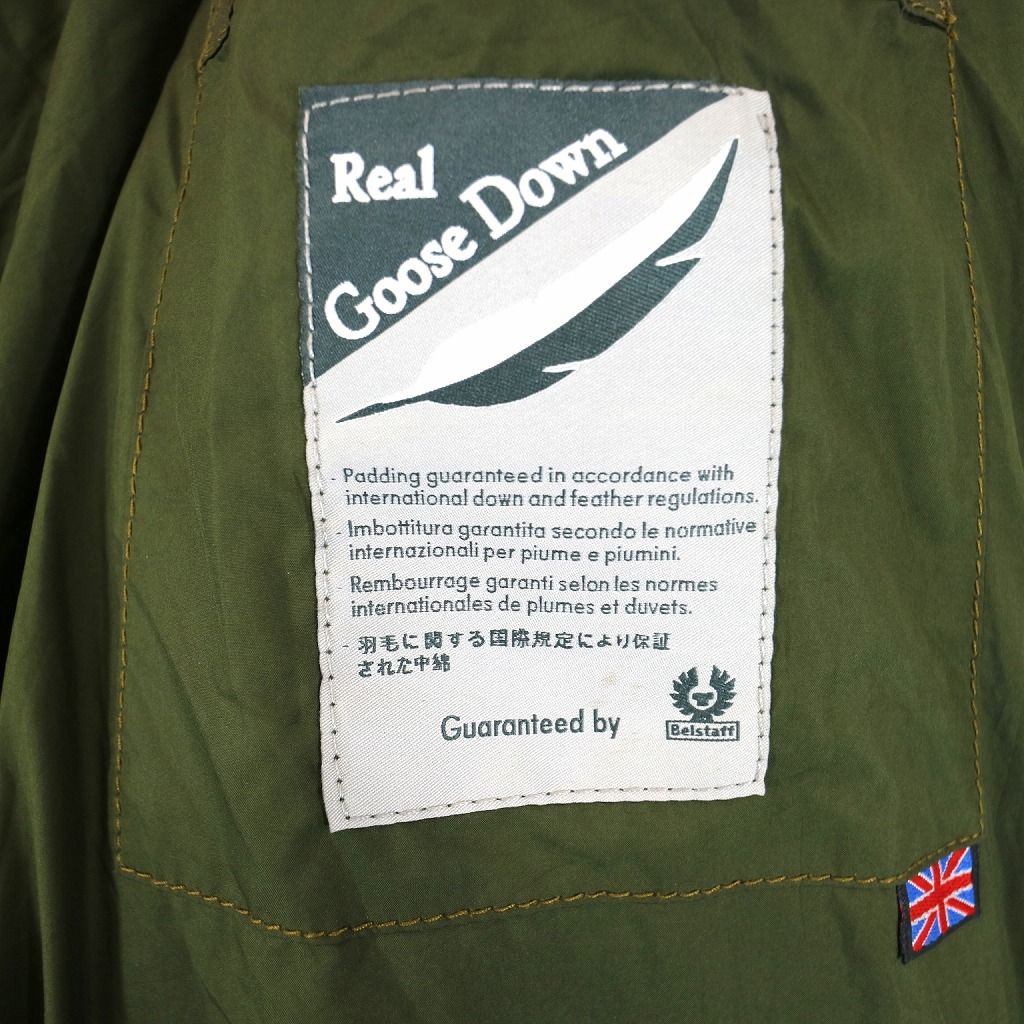 Real
Goose Down
- Padding guaranteed in accordance with
international down and feather regulations.
- Imbottitura garantita secondo le normative
internazionali per piume e piumini.
- Rembourrage garanti selon les normes
internationales de plumes et duvets.
- 羽毛に関する国際規定により保証
された中綿
Guaranteed by
Belstaff